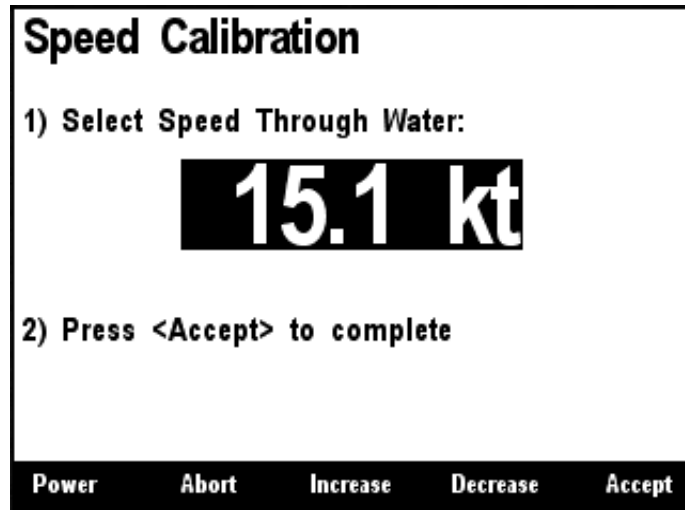 Speed Calibration
1) Select Speed Through Water:
15.1 kt
2) Press <Accept> to complete
Power Abort Increase Decrease Accept